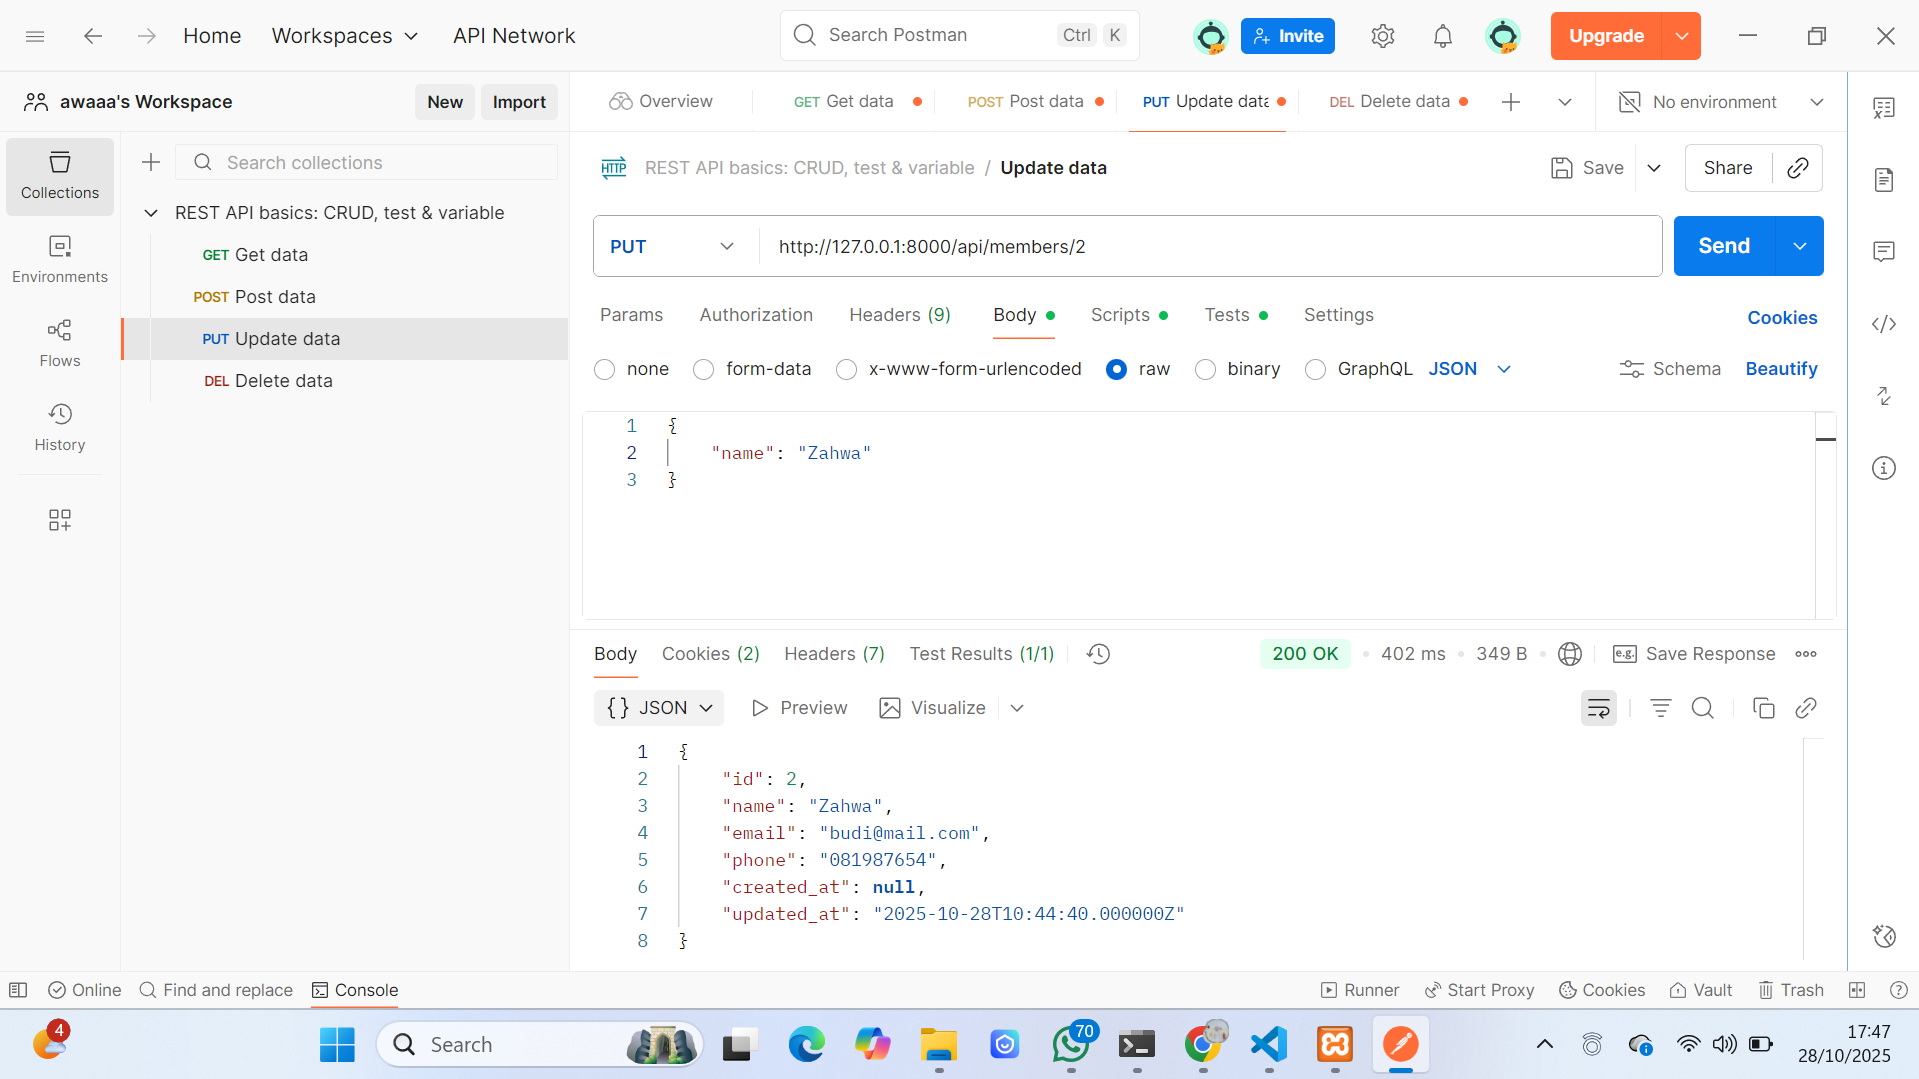 Home Workspaces API Network Search Postman Ctrl K Invite Upgrade
awaaa's Workspace New Import Overview GET Get data POST Post data PUT Update data DEL Delete data No environment
Collections
Environments
Flows
History
Search collections
REST API basics: CRUD, test & variable
GET Get data
POST Post data
PUT Update data
DEL Delete data
HTTP REST API basics: CRUD, test & variable / Update data Save Share
PUT http://127.0.0.1:8000/api/members/2 Send
Params Authorization Headers (9) Body Scripts Tests Settings Cookies
none form-data x-www-form-urlencoded raw binary GraphQL JSON Schema Beautify
1 {
2 "name": "Zahwa"
3 }
Body Cookies (2) Headers (7) Test Results (1/1) 200 OK 402 ms 349 B e.g. Save Response
{} JSON Preview Visualize
1 {
2 "id": 2,
3 "name": "Zahwa",
4 "email": "budi@mail.com",
5 "phone": "081987654",
6 "created_at": null,
7 "updated_at": "2025-10-28T10:44:40.000000Z"
8 }
Online Find and replace Console Runner Start Proxy Cookies Vault Trash
4 Search 70 17:47
28/10/2025